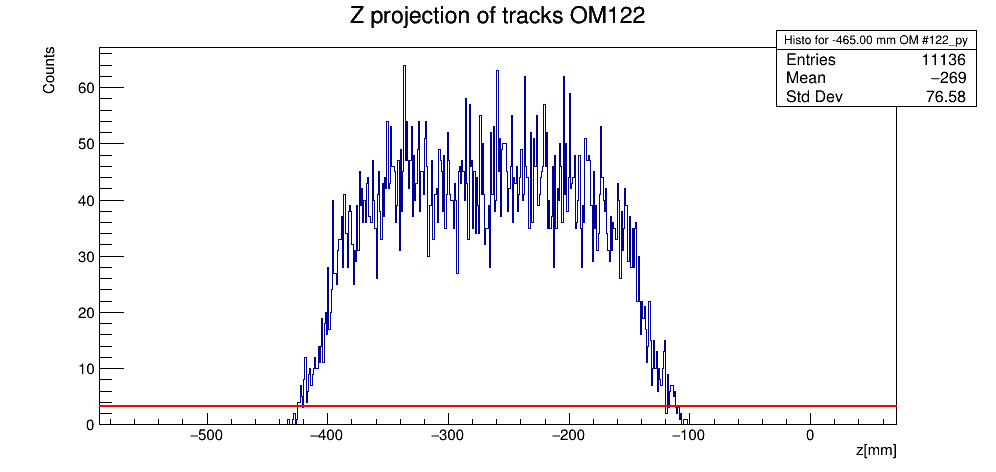 Z projection of tracks OM122
Histo for -465.00 mm OM #122_py
Entries 11136
Mean −269
Std Dev 76.58
Counts
60
50
40
30
20
10
0
−500 −400 −300 −200 −100 0
z[mm]